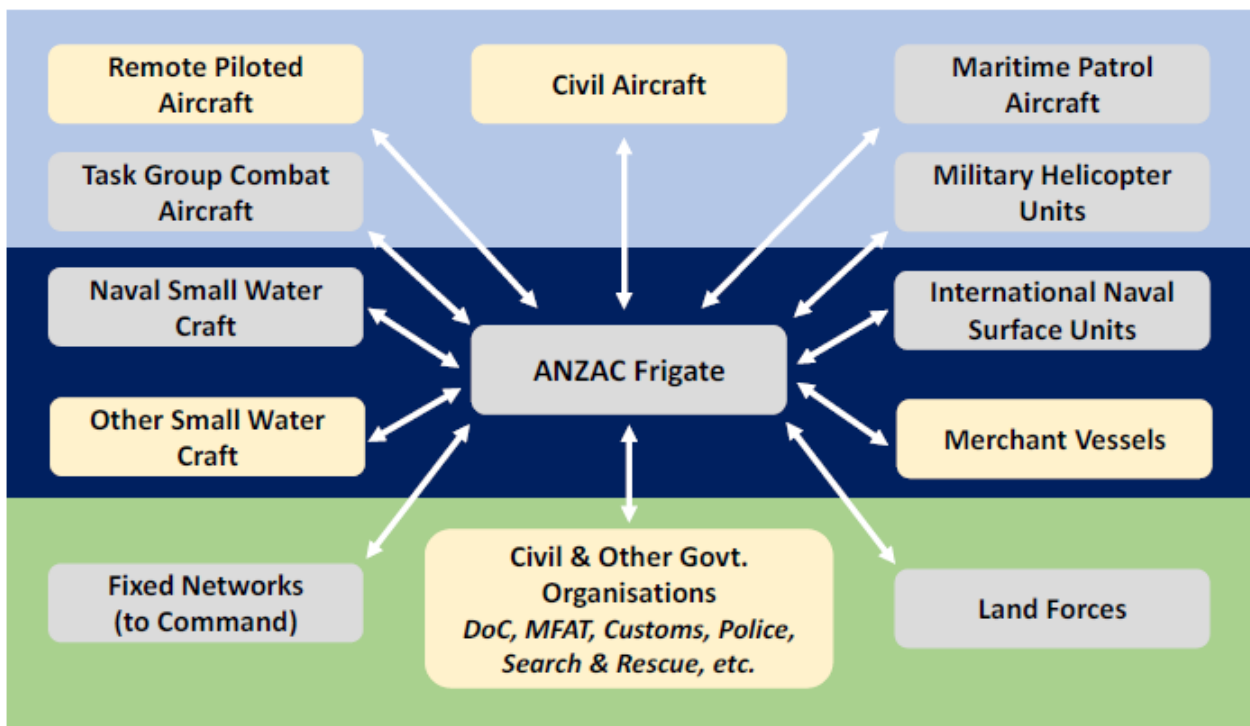 Remote Piloted
Aircraft
Civil Aircraft
Maritime Patrol
Aircraft
Task Group Combat
Aircraft
Military Helicopter
Units
Naval Small Water
Craft
International Naval
Surface Units
ANZAC Frigate
Other Small Water
Craft
Merchant Vessels
Fixed Networks
(to Command)
Civil & Other Govt.
Organisations
DoC, MFAT, Customs, Police,
Search & Rescue, etc.
Land Forces